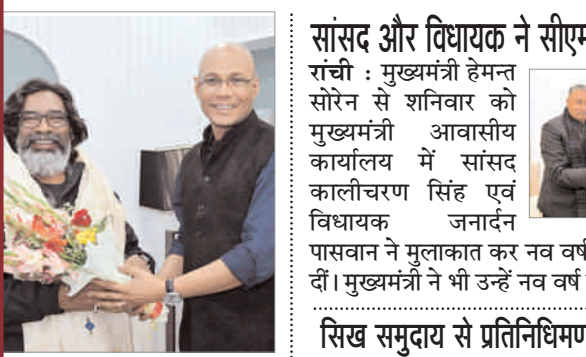 सांसद और विधायक ने सीएम
रांची : मुख्यमंत्री हेमन्त
सोरेन से शनिवार को
मुख्यमंत्री आवासीय
कार्यालय में सांसद
कालीचरण सिंह एवं
विधायक जनार्दन
पासवान ने मुलाकात कर नव वर्ष
दीं। मुख्यमंत्री ने भी उन्हें नव वर्ष
सिख समुदाय से प्रतिनिधिमण